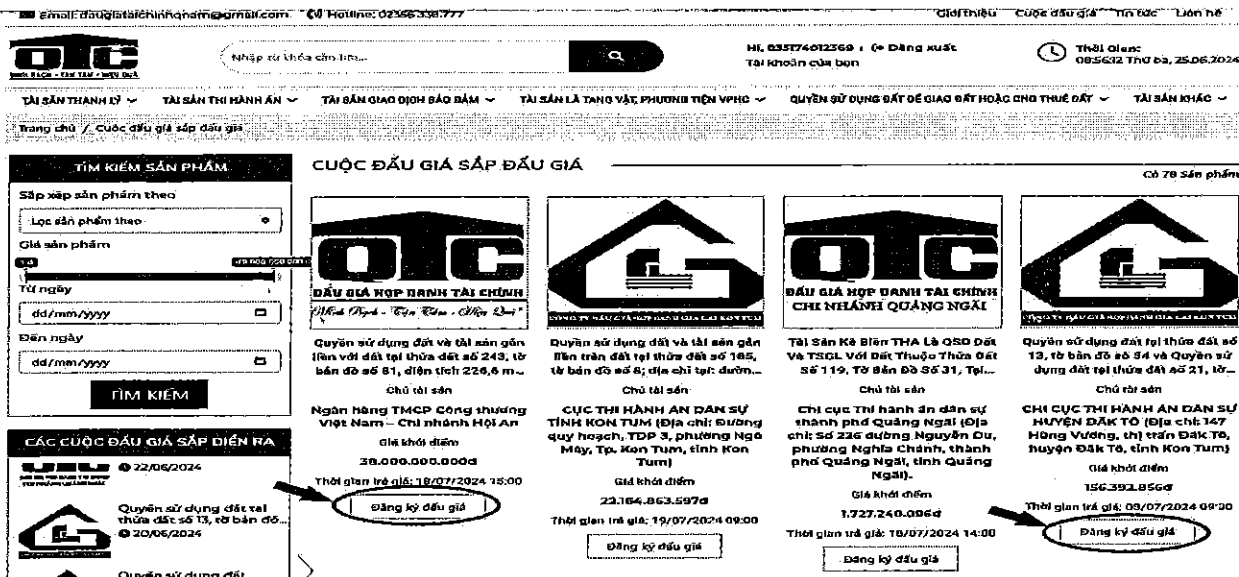 Email: daugiataichinhqnam@gmail.com Hotline: 02356.338.777
Giới thiệu Cuộc đấu giá Tin tức Liên hệ
OTC
Nhập từ khóa cần tìm...
Hi, 035174012369 Đăng xuất
Tài khoản của bạn
Thời Gian:
08:56:12 Thứ ba, 25.06.2024
TÀI SẢN THANH LÝ TÀI SẢN THI HÀNH ÁN TÀI SẢN GIAO DỊCH BẢO ĐẢM TÀI SẢN LÀ TANG VẬT, PHƯƠNG TIỆN VPHC QUYỀN SỬ DỤNG ĐẤT ĐỂ GIAO ĐẤT HOẶC CHO THUÊ ĐẤT TÀI SẢN KHÁC
Trang chủ / Cuộc đấu giá sắp đấu giá
TÌM KIẾM SẢN PHẨM
Sắp xếp sản phẩm theo
Lọc sản phẩm theo
Giá sản phẩm
Từ ngày
dd/mm/yyyy
Đến ngày
dd/mm/yyyy
TÌM KIẾM
CÁC CUỘC ĐẤU GIÁ SẮP DIỄN RA
22/06/2024
Quyền sử dụng đất tại
thửa đất số 13, tờ bản đồ...
20/06/2024
Quyền sử dụng đất
CUỘC ĐẤU GIÁ SẮP ĐẤU GIÁ
Có 78 sản phẩm
OTC
ĐẤU GIÁ HỢP DANH TÀI CHÍNH
Quyền sử dụng đất và tài sản gắn
liền với đất tại thửa đất số 243, tờ
bản đồ số 81, diện tích 226,6 m...
Chủ tài sản
Ngân hàng TMCP Công thương
Việt Nam – Chi nhánh Hội An
Giá khởi điểm
38.000.000.000đ
Thời gian trả giá: 18/07/2024 15:00
Đăng ký đấu giá
Quyền sử dụng đất và tài sản gắn
liền trên đất tại thửa đất số 165,
tờ bản đồ số 6; địa chỉ tại: đườn...
Chủ tài sản
CỤC THI HÀNH ÁN DÂN SỰ
TỈNH KON TUM (Địa chỉ: Đường
quy hoạch, TDP 3, phường Ngô
Mây, Tp. Kon Tum, tỉnh Kon
Tum)
Giá khởi điểm
22.164.863.597đ
Thời gian trả giá: 19/07/2024 09:00
Đăng ký đấu giá
OTC
ĐẤU GIÁ HỢP DANH TÀI CHÍNH
CHI NHÁNH QUẢNG NGÃI
Tài Sản Kê Biên THA Là QSD Đất
Và TSGL Với Đất Thuộc Thửa Đất
Số 119, Tờ Bản Đồ Số 31, Tại...
Chủ tài sản
Chi cục Thi hành án dân sự
thành phố Quảng Ngãi (Địa
chỉ: Số 226 đường Nguyễn Du,
phường Nghĩa Chánh, thành
phố Quảng Ngãi, tỉnh Quảng
Ngãi).
Giá khởi điểm
1.727.240.096đ
Thời gian trả giá: 18/07/2024 14:00
Đăng ký đấu giá
Quyền sử dụng đất tại thửa đất số
13, tờ bản đồ số 54 và Quyền sử
dụng đất tại thửa đất số 21, tờ...
Chủ tài sản
CHI CỤC THI HÀNH ÁN DÂN SỰ
HUYỆN ĐĂK TÔ (Địa chỉ: 147
Hùng Vương, thị trấn Đăk Tô,
huyện Đăk Tô, tỉnh Kon Tum)
Giá khởi điểm
156.392.856đ
Thời gian trả giá: 09/07/2024 09:00
Đăng ký đấu giá